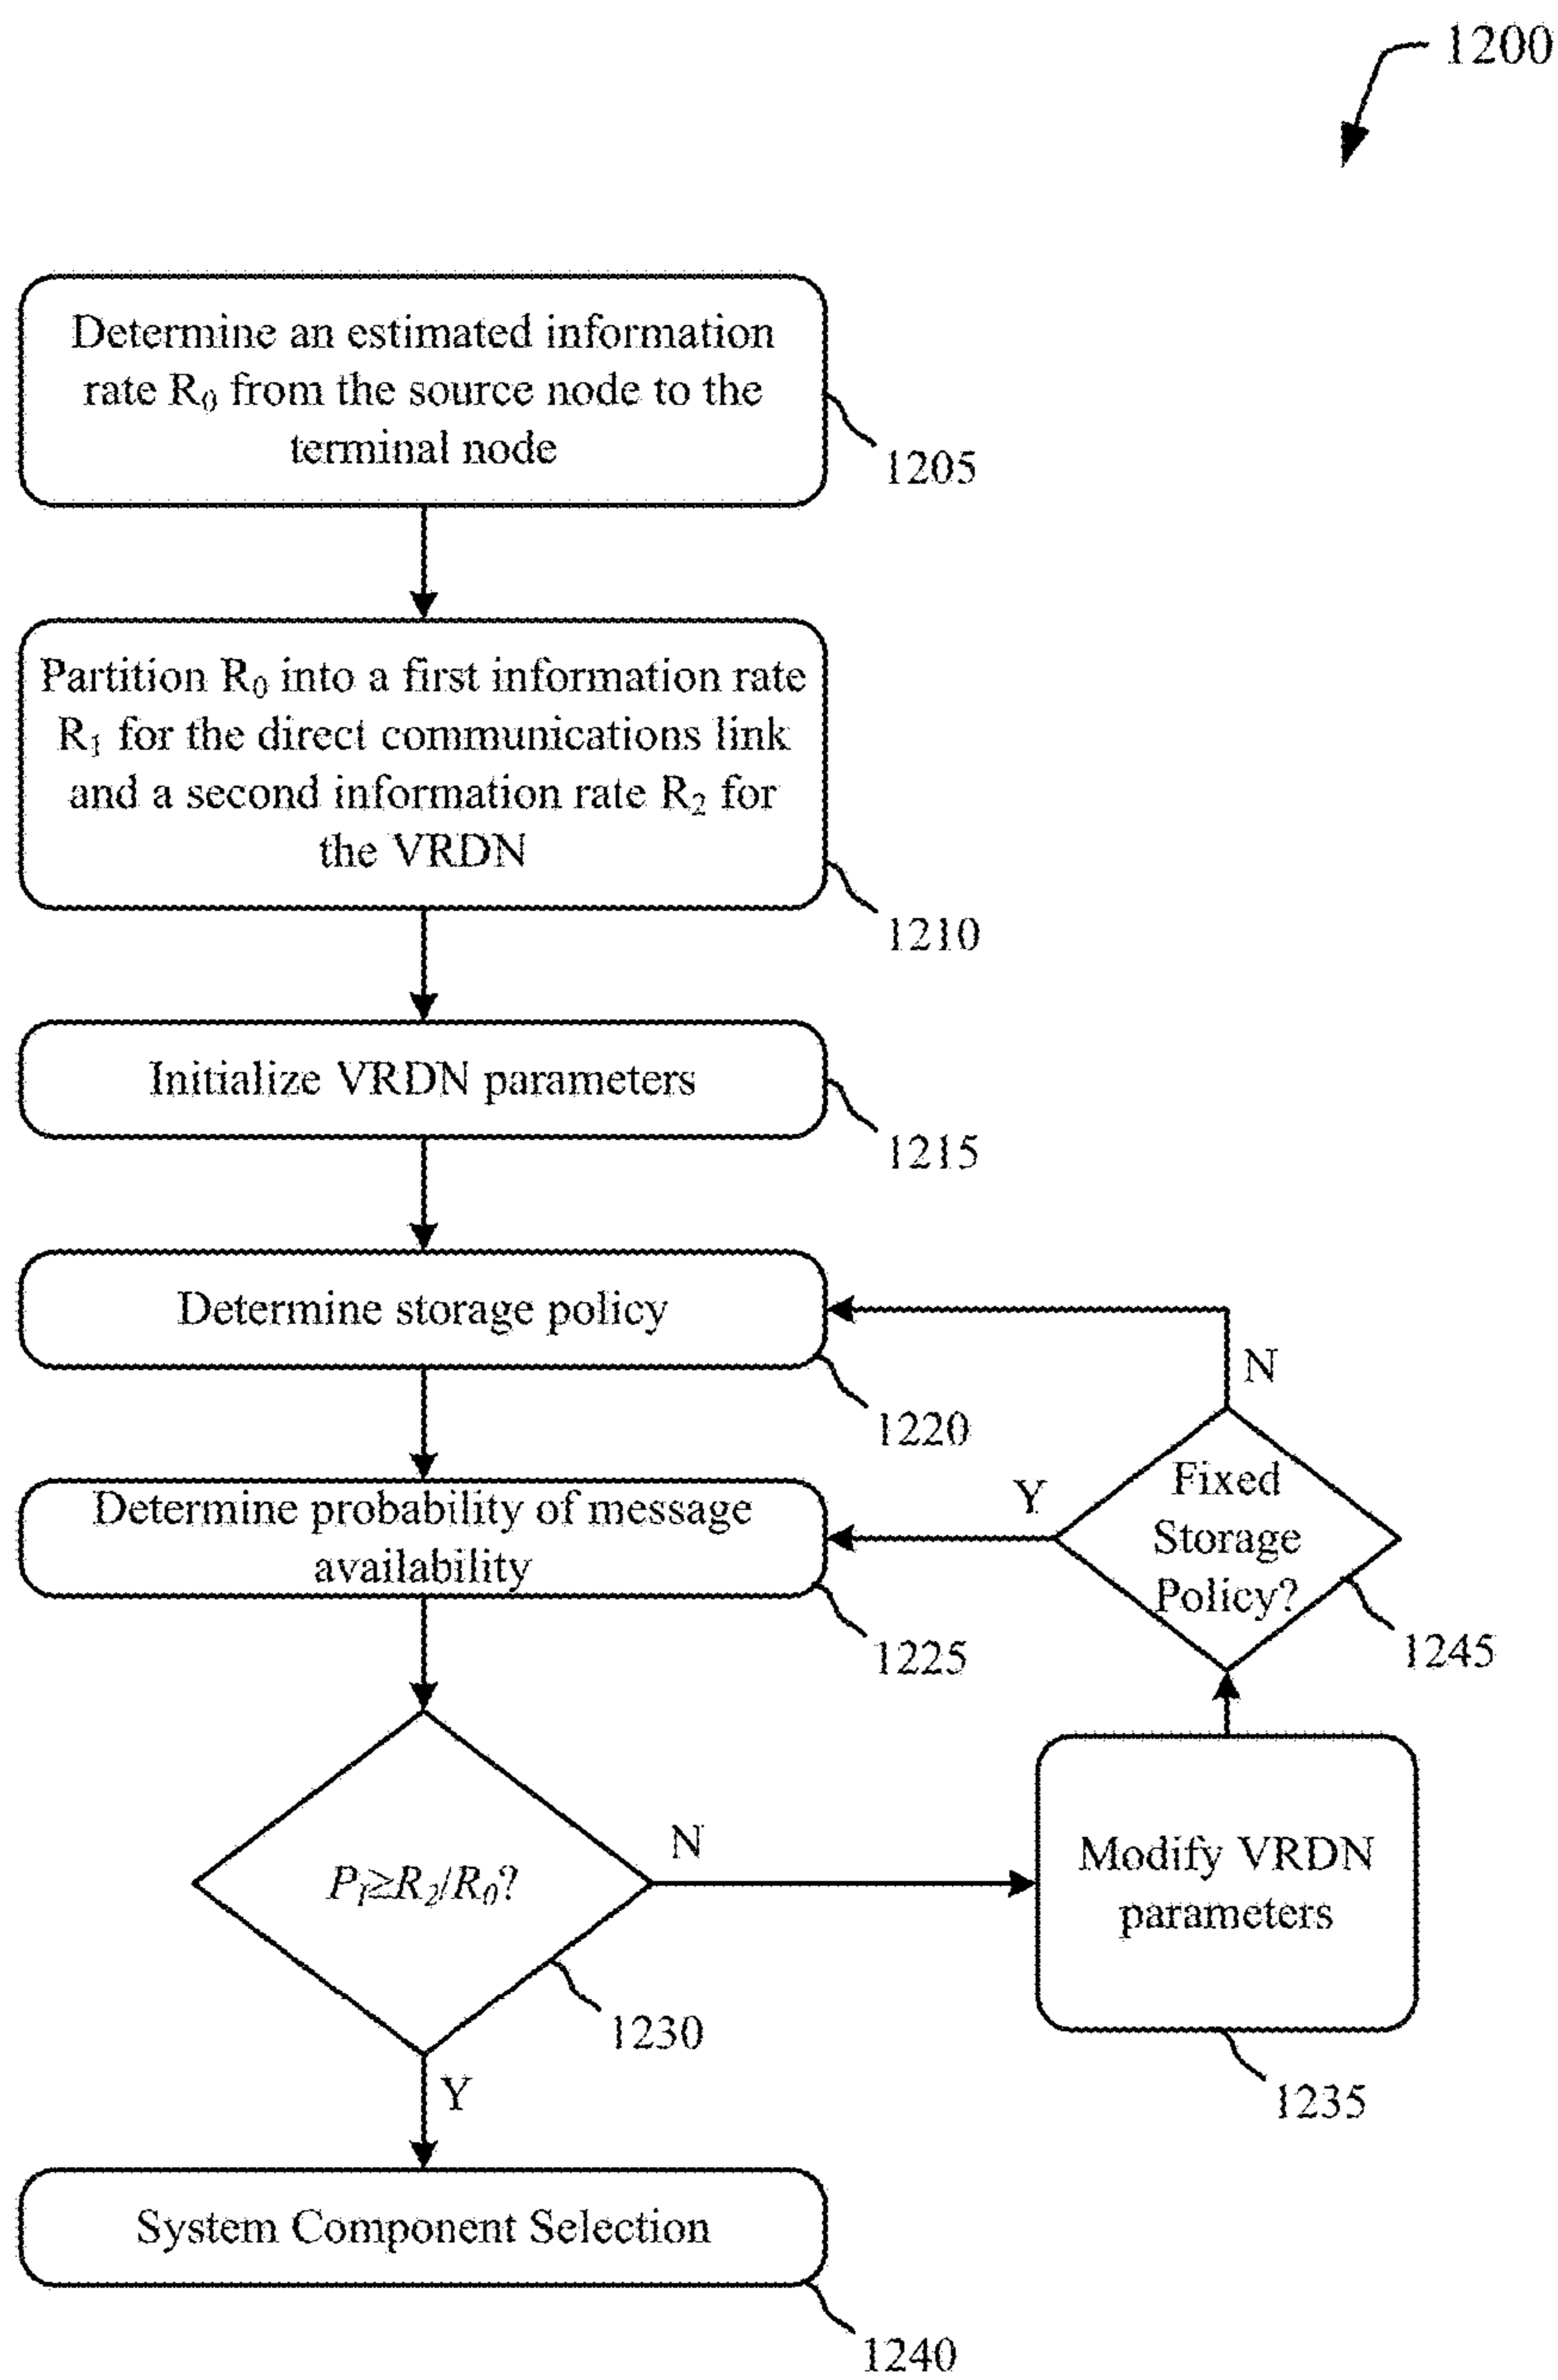 1200
Determine an estimated information
rate R₀ from the source node to the
terminal node
1205
Partition R₀ into a first information rate
R₁ for the direct communications link
and a second information rate R₂ for
the VRDN
1210
Initialize VRDN parameters
1215
Determine storage policy
1220
N
Fixed
Storage
Policy?
1245
Y
Determine probability of message
availability
1225
P_I≥R₂/R₀?
N
1230
Modify VRDN
parameters
1235
Y
System Component Selection
1240